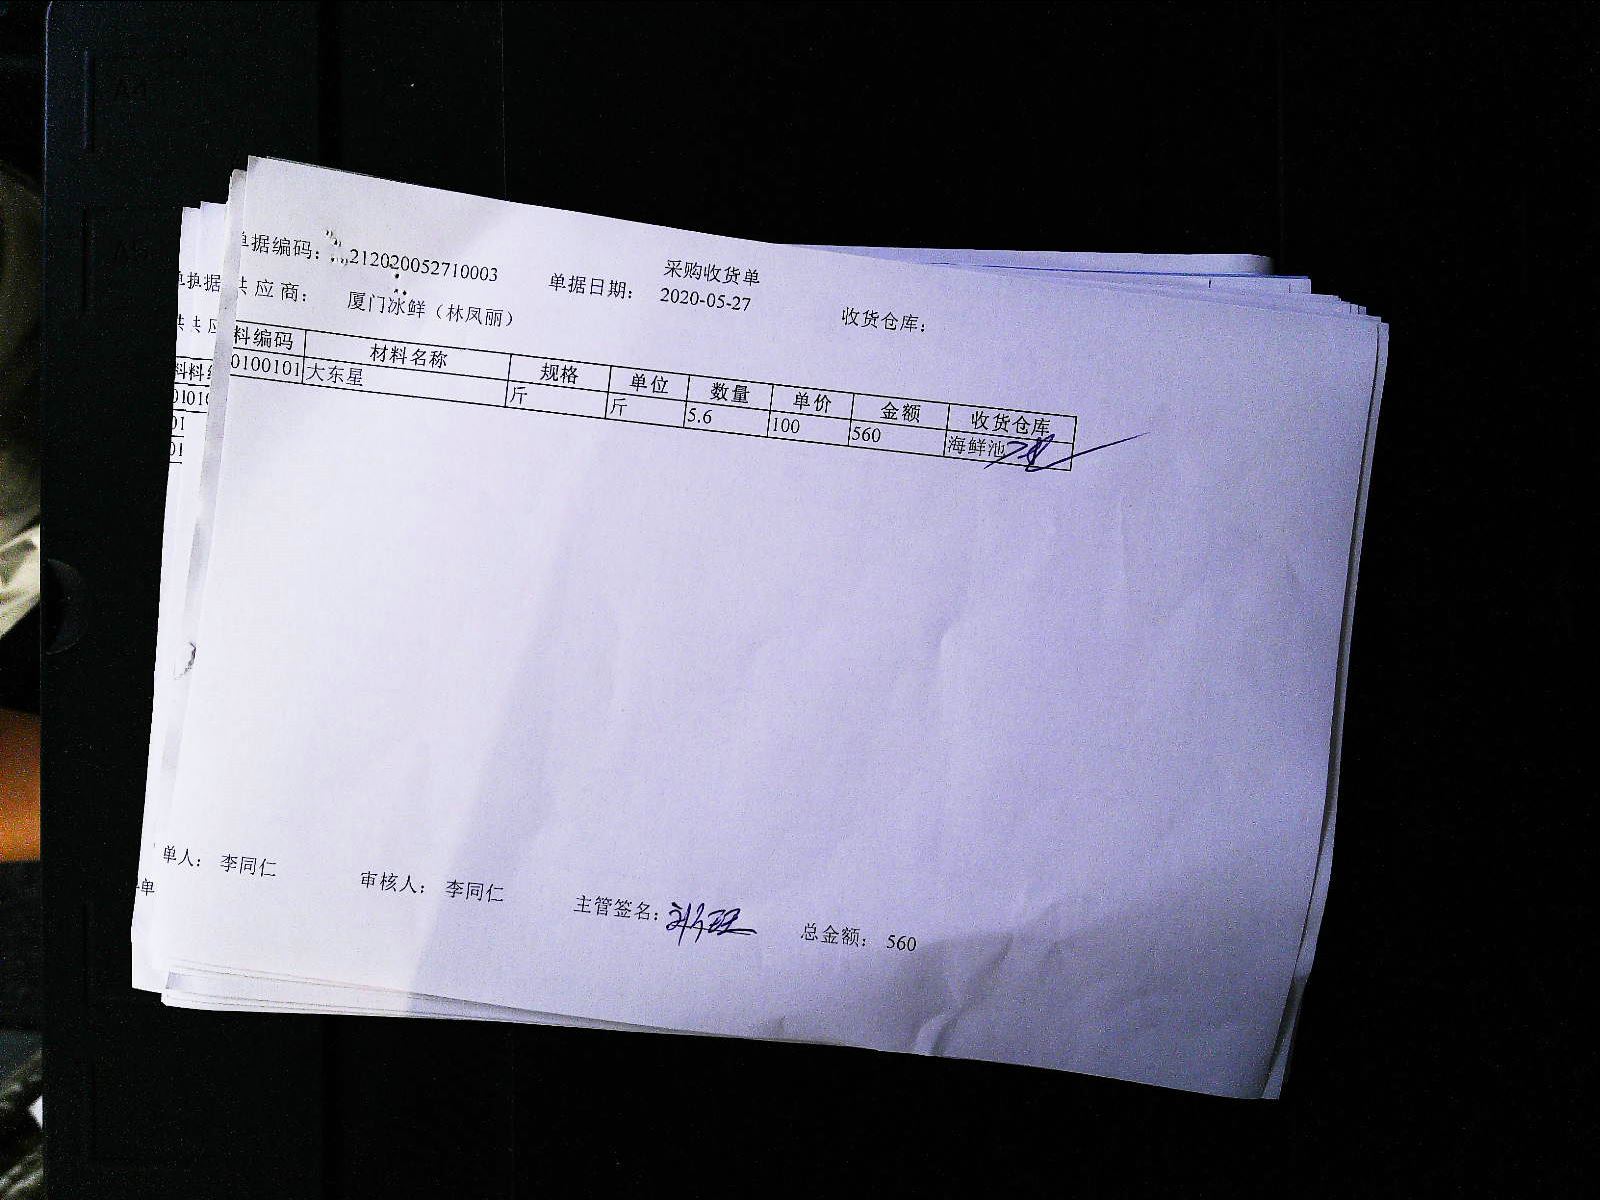 采购收货单
单据编码: 212020052710003 单据日期: 2020-05-27 收货仓库:
供应商: 厦门冰鲜（林凤丽）
料编码 材料名称 规格 单位 数量 单价 金额 收货仓库
0100101 大东星 斤 斤 5.6 100 560 海鲜池
单人: 李同仁 审核人: 李同仁 主管签名: 总金额: 560